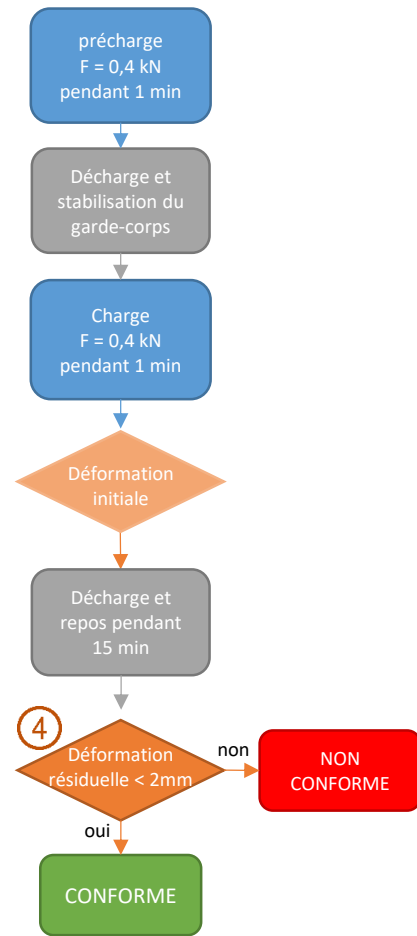 précharge
F = 0,4 kN
pendant 1 min
Décharge et
stabilisation du
garde-corps
Charge
F = 0,4 kN
pendant 1 min
Déformation
initiale
Décharge et
repos pendant
15 min
4
Déformation
résiduelle < 2mm
non
NON
CONFORME
oui
CONFORME